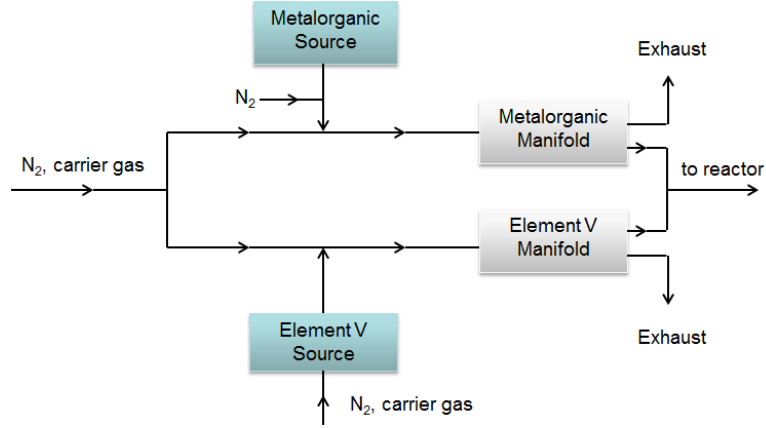 Metalorganic
Source
Exhaust
N₂
Metalorganic
Manifold
N₂, carrier gas
to reactor
Element V
Manifold
Element V
Source
Exhaust
N₂, carrier gas